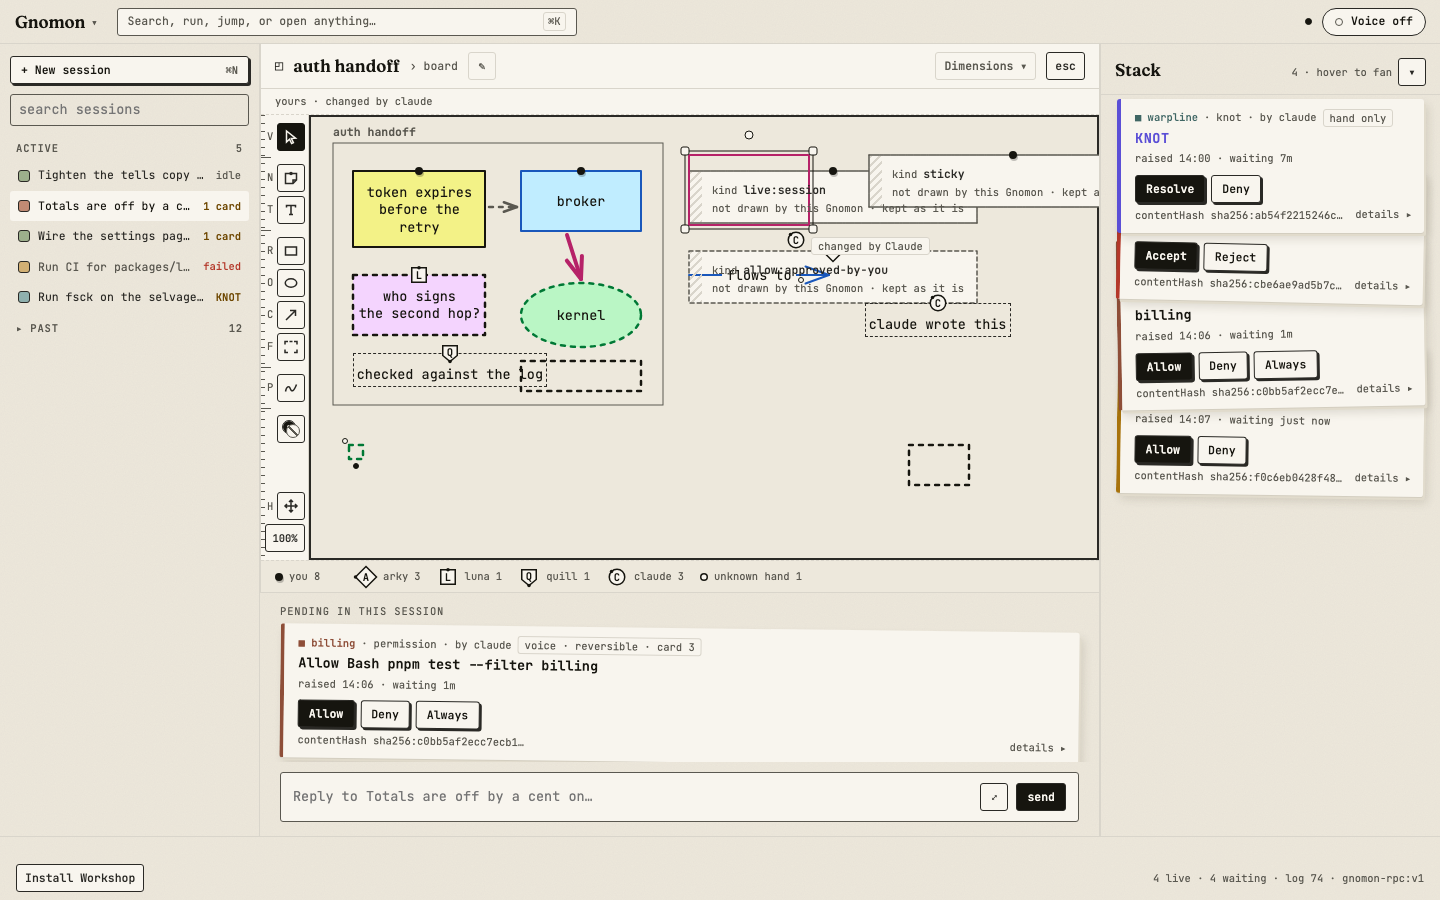 Gnomon ▾
Search, run, jump, or open anything…
⌘K
Voice off
+ New session
⌘N
search sessions
ACTIVE
5
Tighten the tells copy …
idle
Totals are off by a c…
1 card
Wire the settings pag…
1 card
Run CI for packages/l…
failed
Run fsck on the selvage…
KNOT
▸ PAST
12
auth handoff › board
Dimensions ▾
esc
yours · changed by claude
V
N
T
R
O
C
F
P
H
100%
auth handoff
token expires
before the
retry
broker
L
who signs
the second hop?
kernel
Q
checked against the log
kind live:session
not drawn by this Gnomon · kept as it is
kind sticky
not drawn by this Gnomon · kept a
C
changed by Claude
kind allow:approved-by-you
flows to
not drawn by this Gnomon · kept as it is
C
claude wrote this
you 8
A arky 3
L luna 1
Q quill 1
C claude 3
unknown hand 1
PENDING IN THIS SESSION
■ billing · permission · by claude
voice · reversible · card 3
Allow Bash pnpm test --filter billing
raised 14:06 · waiting 1m
Allow
Deny
Always
contentHash sha256:c0bb5af2ecc7ecb1…
details ▸
Reply to Totals are off by a cent on…
send
Stack
4 · hover to fan
▾
■ warpline · knot · by claude
hand only
KNOT
raised 14:00 · waiting 7m
Resolve
Deny
contentHash sha256:ab54f2215246c…
details ▸
Accept
Reject
contentHash sha256:cbe6ae9ad5b7c…
details ▸
billing
raised 14:06 · waiting 1m
Allow
Deny
Always
contentHash sha256:c0bb5af2ecc7e…
details ▸
raised 14:07 · waiting just now
Allow
Deny
contentHash sha256:f0c6eb0428f48…
details ▸
Install Workshop
4 live · 4 waiting · log 74 · gnomon-rpc:v1